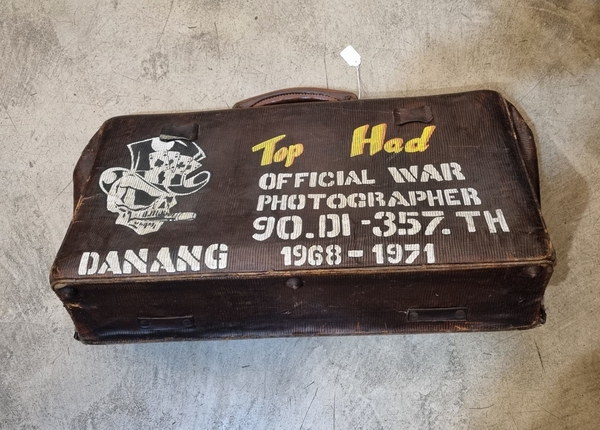 Top Had
OFFICIAL WAR
PHOTOGRAPHER
90.DI-357.TH
DANANG 1968-1971